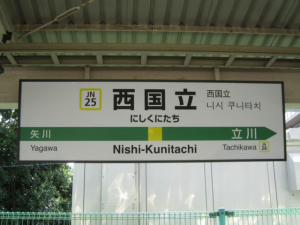 JN
25
西国立
にしくにたち
西国立
니시 쿠니타치
矢川
立川
Yagawa
Nishi-Kunitachi
Tachikawa